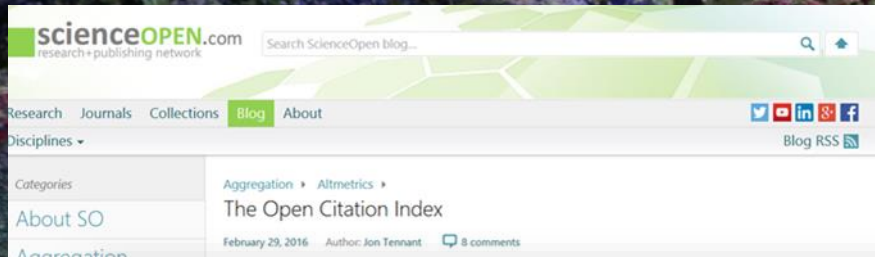 scienceOPEN.com
research+publishing network
Search ScienceOpen blog...
Research Journals Collections Blog About
Disciplines
Blog RSS
Categories
Aggregation Altmetrics
The Open Citation Index
About SO
February 29, 2016 Author: Jon Tennant 8 comments
Aggregation